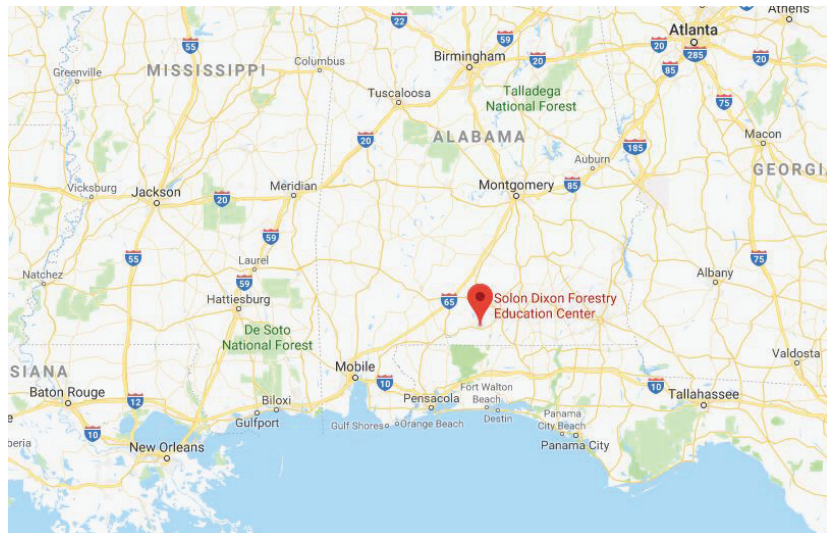 Athens
22
55
59
Atlanta
20
285
Columbus
Birmingham
Greenville
MISSISSIPPI
20
20
85
Tuscaloosa
Talladega
National Forest
75
ALABAMA
Macon
20
185
Auburn
GEORGIA
Vicksburg
Jackson
20
Meridian
Montgomery
85
59
55
Laurel
75
Natchez
59
Albany
Hattiesburg
65
Solon Dixon Forestry
Education Center
De Soto
National Forest
Valdosta
SIANA
Mobile
10
10
Baton Rouge
12
Biloxi
Gulfport
Pensacola
Fort Walton
Beach
Destin
Tallahassee
10
Gulf Shores
Orange Beach
Panama
City Beach
Panama City
New Orleans
e
beria